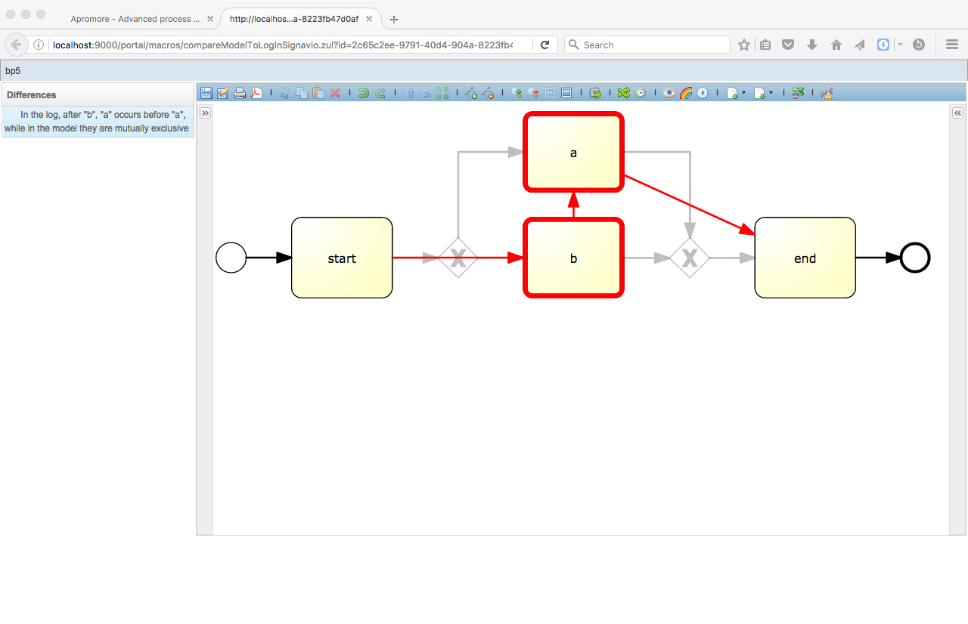 Apromore - Advanced process ...
http://localhos...a-8223fb47d0af
localhost:9000/portal/macros/compareModelToLogInSignavio.zul?id=2c65c2ee-9791-40d4-904a-8223fb4
Search
bp5
Differences
In the log, after "b", "a" occurs before "a",
while in the model they are mutually exclusive
a
start
X
b
X
end